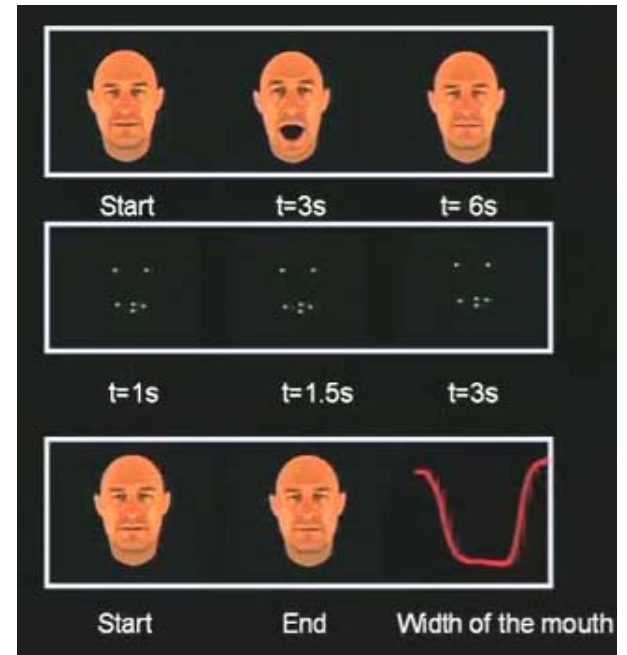 Start t=3s t= 6s
t=1s t=1.5s t=3s
Start End Width of the mouth